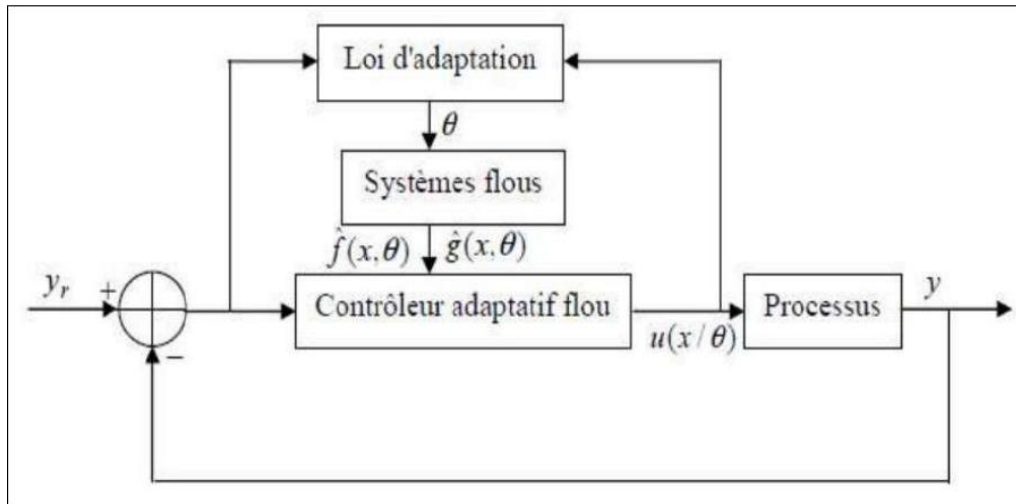 Loi d'adaptation
θ
Systèmes flous
f̂(x,θ) ĝ(x,θ)
y_r + Contrôleur adaptatif flou u(x/θ) Processus y
−